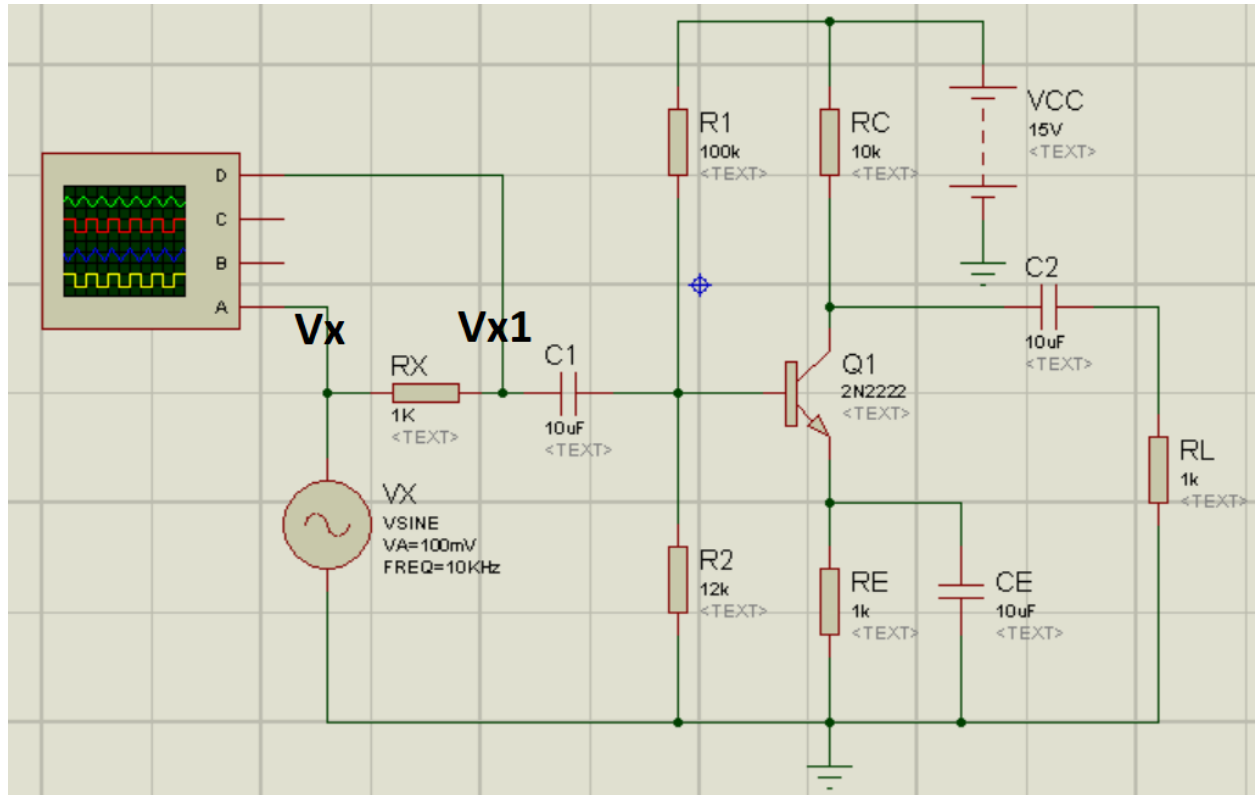 D
C
B
A
Vx
Vx1
RX
1K
<TEXT>
C1
10uF
<TEXT>
VX
VSINE
VA=100mV
FREQ=10KHz
R1
100k
<TEXT>
R2
12k
<TEXT>
RC
10k
<TEXT>
Q1
2N2222
<TEXT>
RE
1k
<TEXT>
CE
10uF
<TEXT>
VCC
15V
<TEXT>
C2
10uF
<TEXT>
RL
1k
<TEXT>